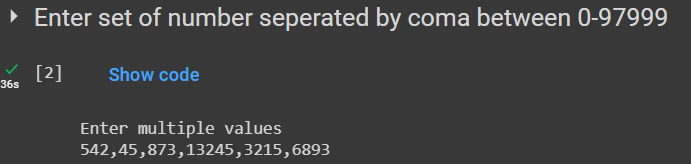 Enter set of number seperated by coma between 0-97999
[2] Show code
36s
Enter multiple values
542,45,873,13245,3215,6893